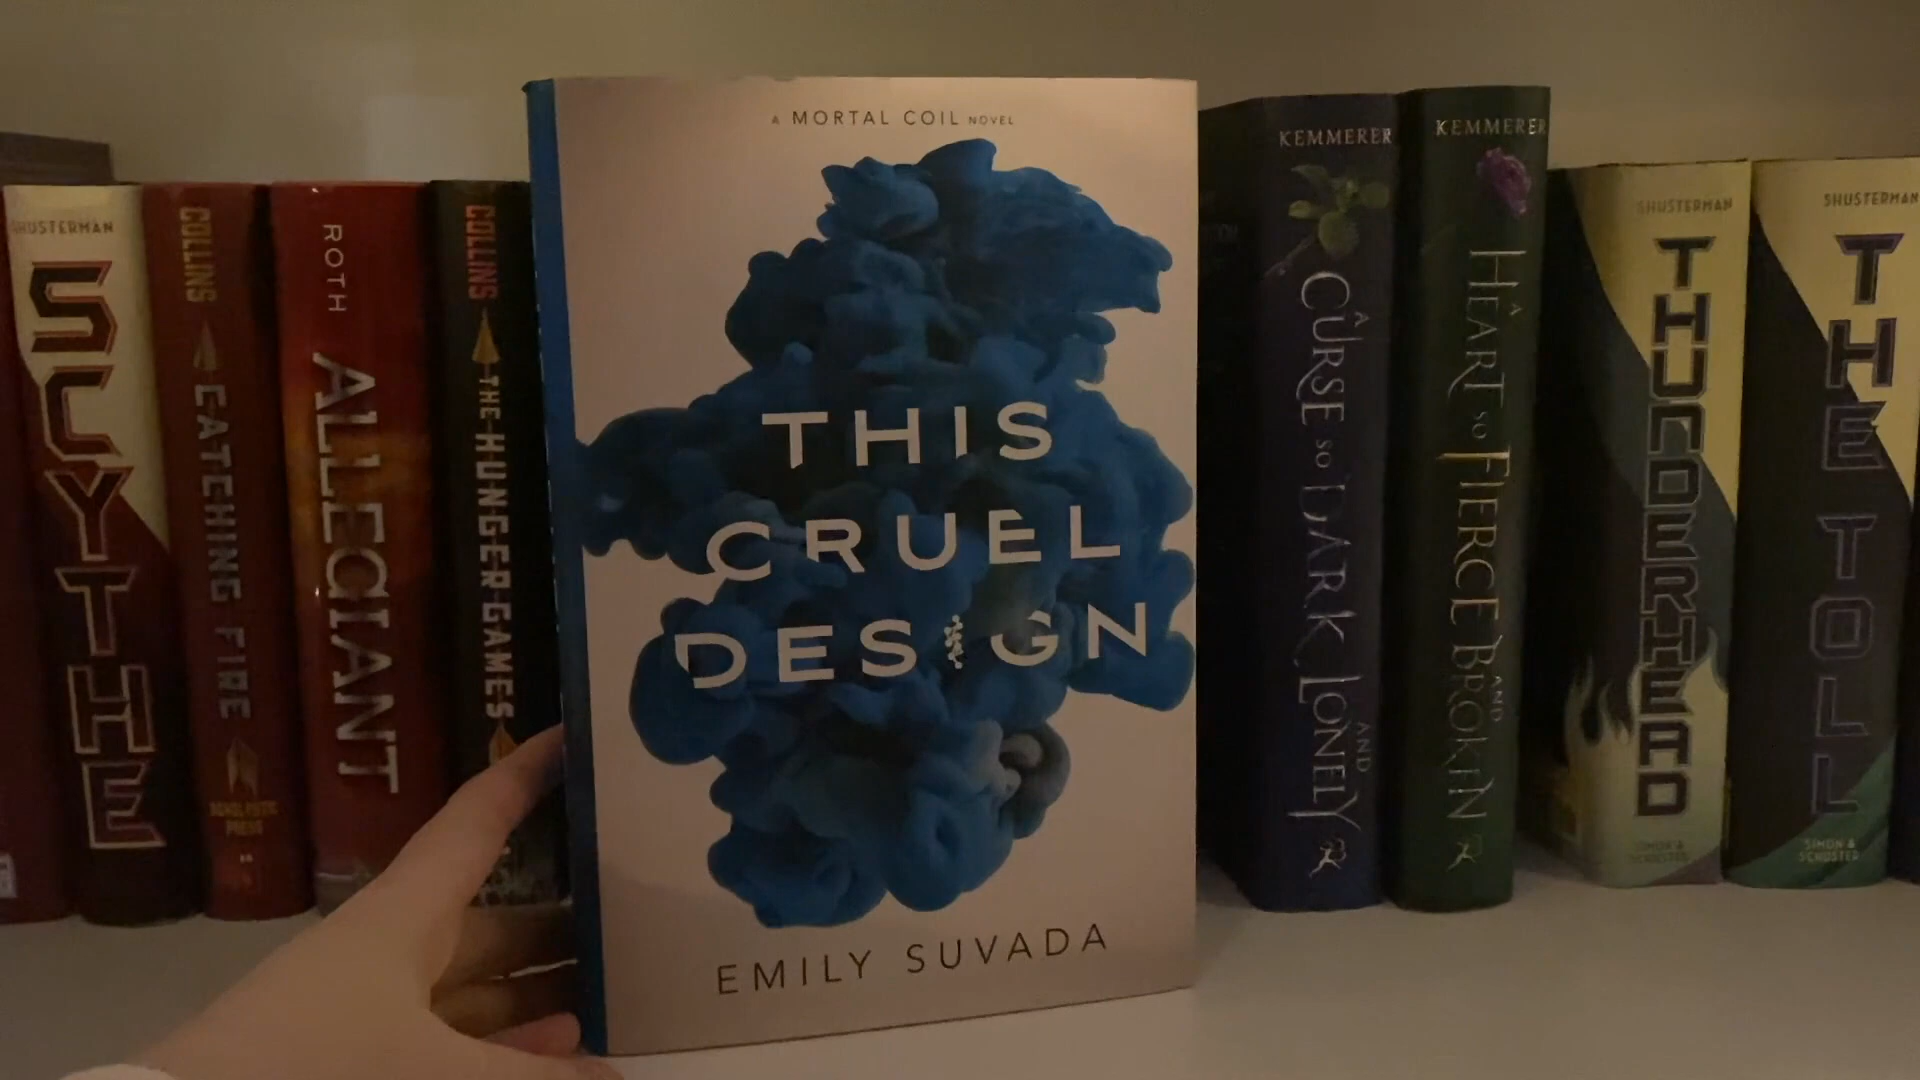 SHUSTERMAN
SCYTHE
COLLINS
CATCHING FIRE
SCHOLASTIC
PRESS
ROTH
ALLEGIANT
COLLINS
THE HUNGER GAMES
A MORTAL COIL NOVEL
THIS
CRUEL
DESIGN
EMILY SUVADA
KEMMERER
A CURSE SO DARK AND LONELY
KEMMERER
A HEART SO FIERCE AND BROKEN
SHUSTERMAN
THUNDERHEAD
SIMON &
SCHUSTER
SHUSTERMAN
THE TOLL
SIMON &
SCHUSTER